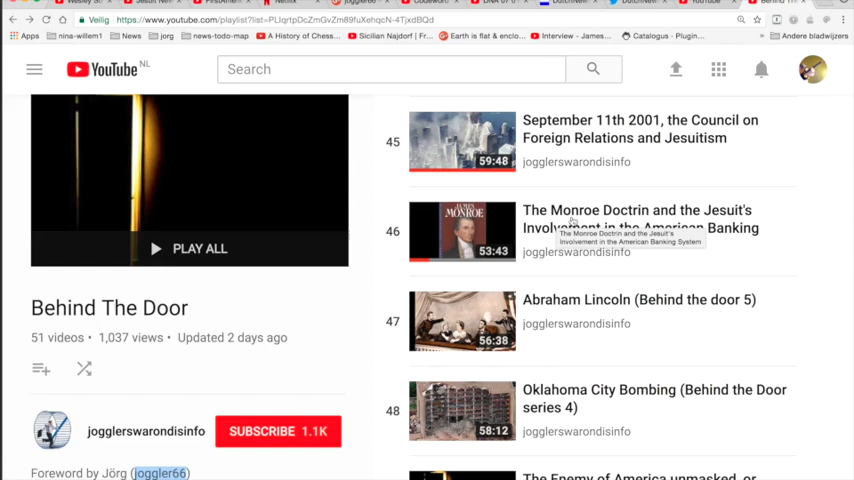 Netflix
joggler66
Codeword
Veilig
https://www.youtube.com/playlist?list=PLIqrtpDcZmGvZm89fuXehqcN-4TjxdBQd
Apps
nina-willem1
News
jorg
news-todo-map
A History of Chess...
Sicilian Najdorf | Fr...
Earth is flat & enclo...
Interview - James...
Catalogus - Plugin...
Andere bladwijzers
YouTube NL
Search
45
September 11th 2001, the Council on
Foreign Relations and Jesuitism
59:48
jogglerswarondisinfo
46
JAMES
MONROE
53:43
The Monroe Doctrin and the Jesuit's
Involvement in the American Banking
The Monroe Doctrin and the Jesuit's
Involvement in the American Banking System
jogglerswarondisinfo
47
56:38
Abraham Lincoln (Behind the door 5)
jogglerswarondisinfo
48
58:12
Oklahoma City Bombing (Behind the Door
series 4)
jogglerswarondisinfo
The Enemy of America unmasked, or
PLAY ALL
Behind The Door
51 videos • 1,037 views • Updated 2 days ago
jogglerswarondisinfo
SUBSCRIBE 1.1K
Foreword by Jörg (joggler66)